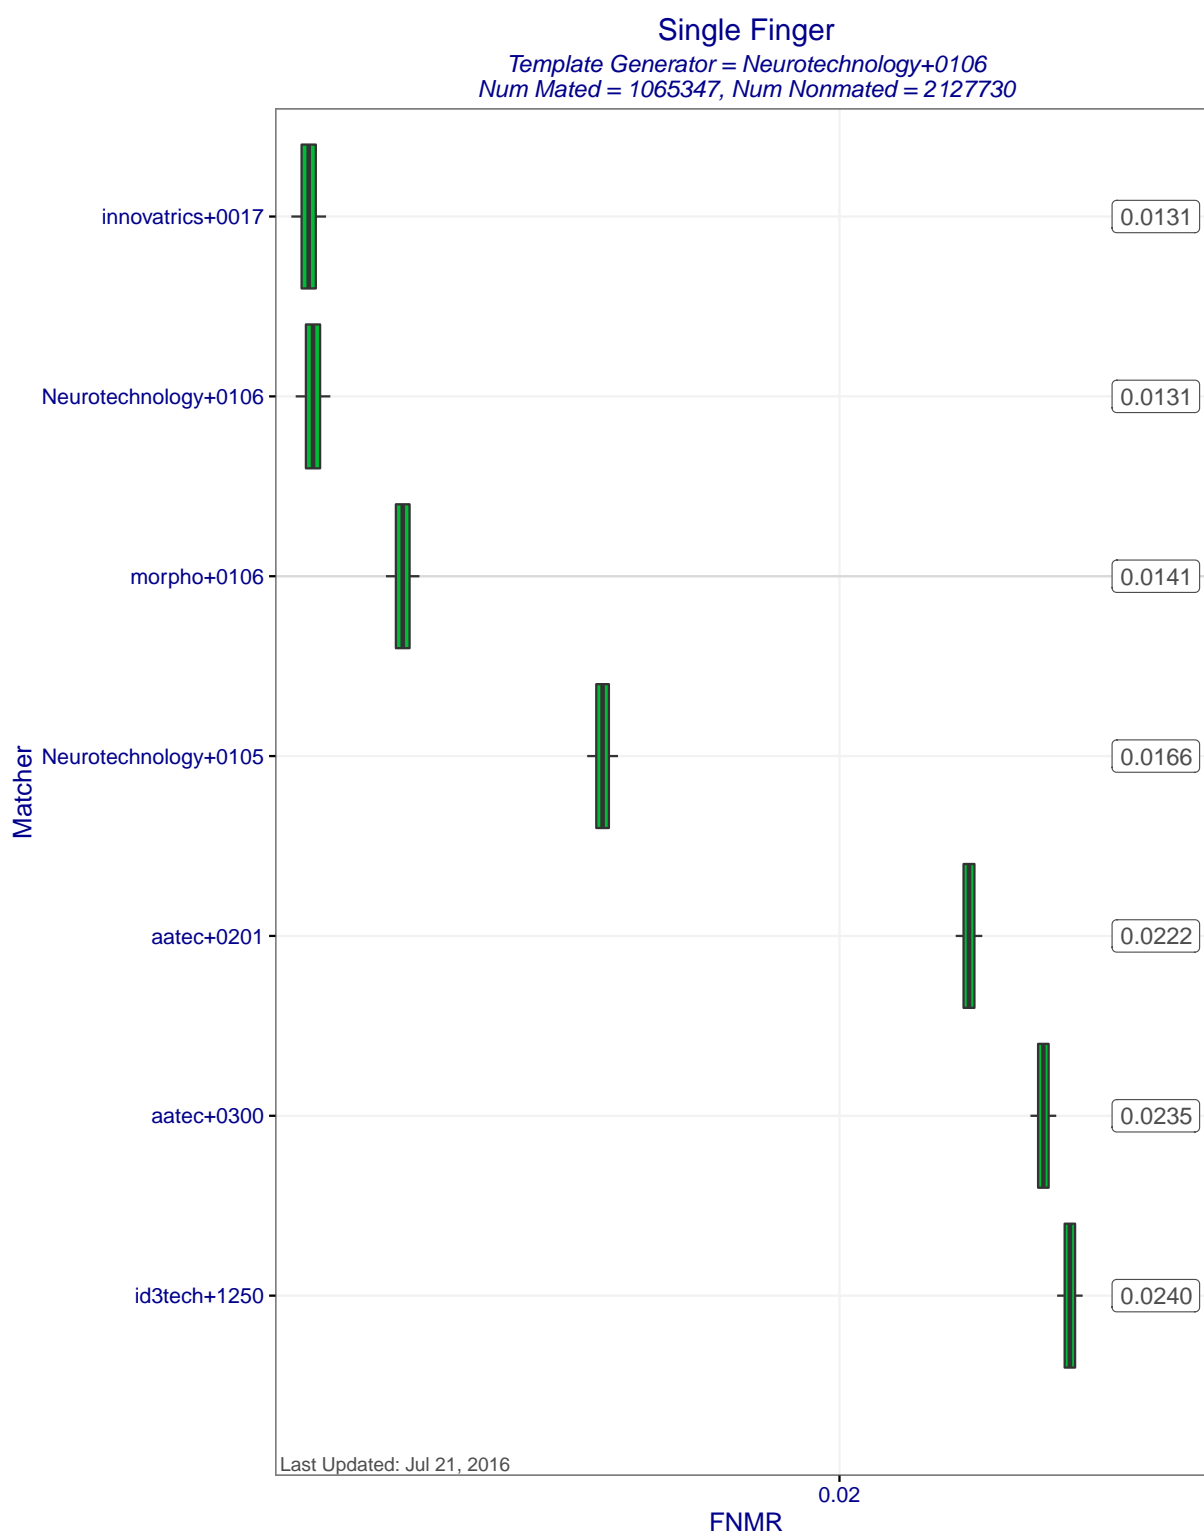 Single Finger
Template Generator = Neurotechnology+0106
Num Mated = 1065347, Num Nonmated = 2127730
innovatrics+0017
0.0131
Neurotechnology+0106
0.0131
morpho+0106
0.0141
Neurotechnology+0105
0.0166
Matcher
aatec+0201
0.0222
aatec+0300
0.0235
id3tech+1250
0.0240
Last Updated: Jul 21, 2016
0.02
FNMR